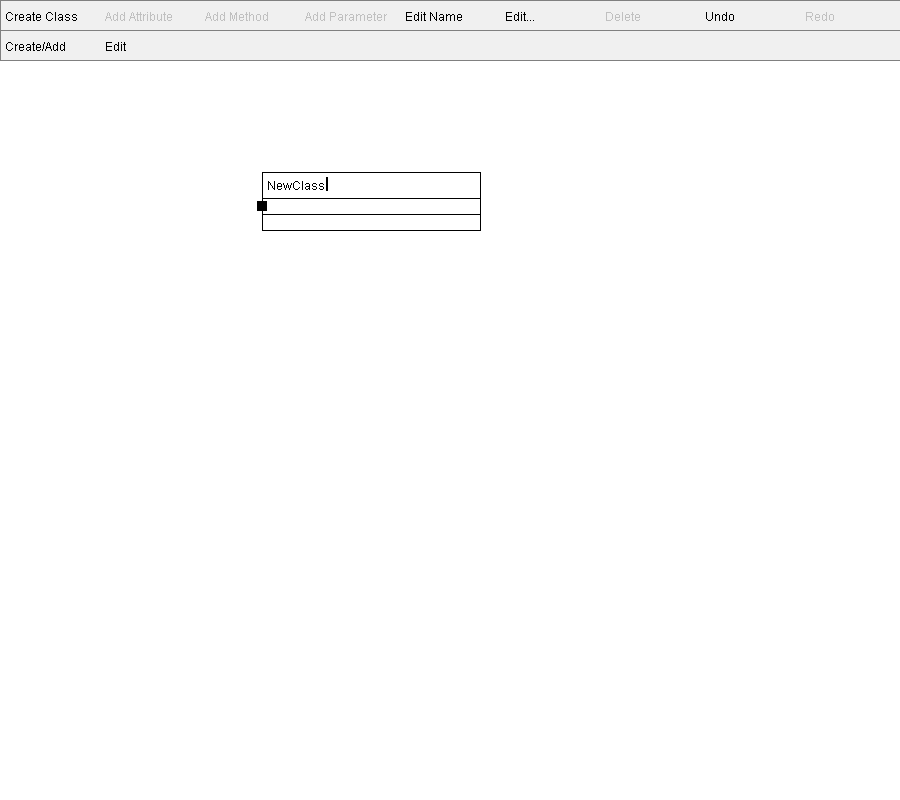 Create Class Add Attribute Add Method Add Parameter Edit Name Edit... Delete Undo Redo
Create/Add Edit
NewClass